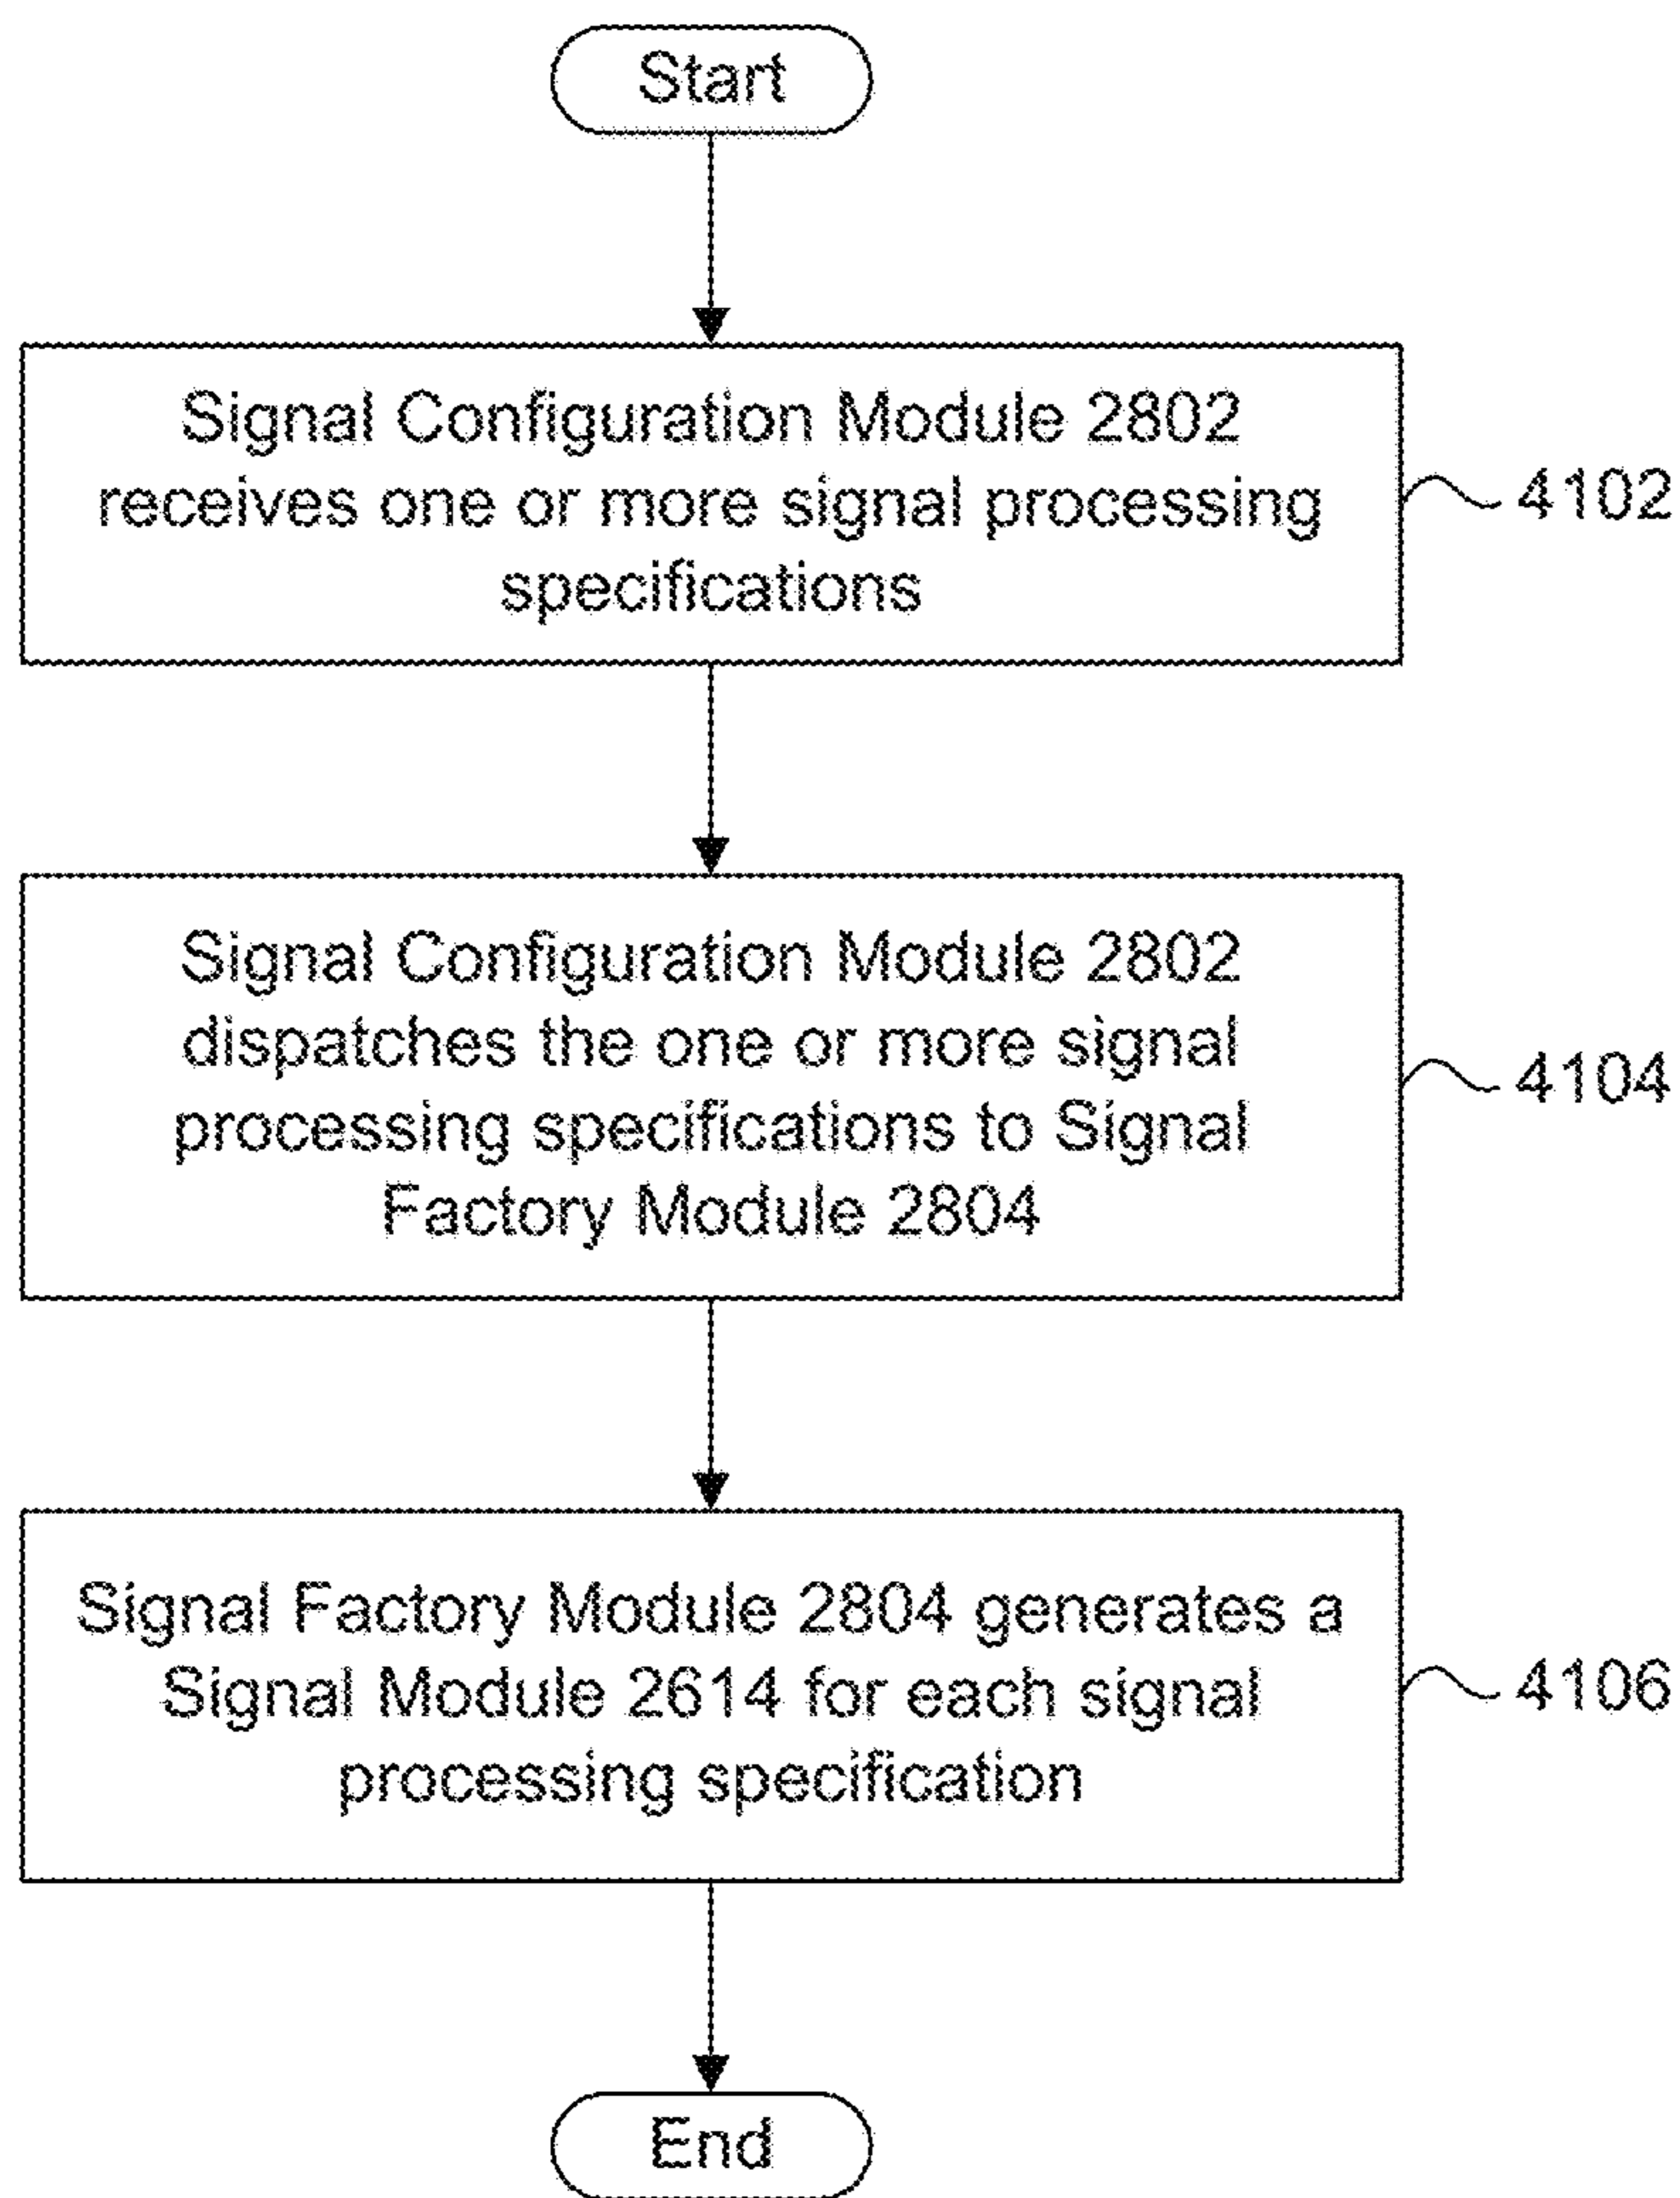 Start
Signal Configuration Module 2802
receives one or more signal processing
specifications
4102
Signal Configuration Module 2802
dispatches the one or more signal
processing specifications to Signal
Factory Module 2804
4104
Signal Factory Module 2804 generates a
Signal Module 2614 for each signal
processing specification
4106
End